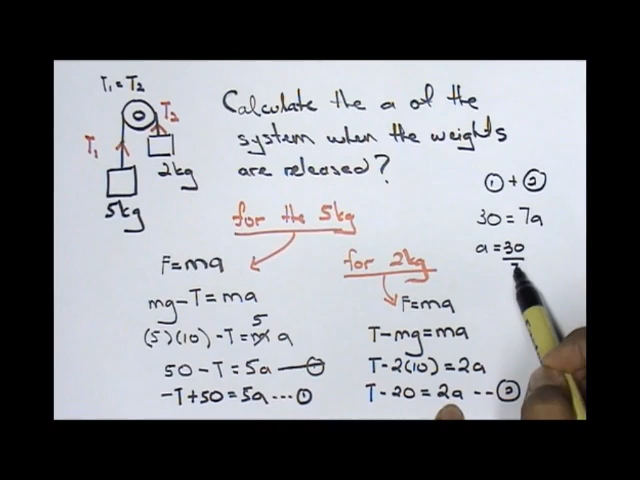 T₁ = T₂
T₂
T₁
2kg
5kg
Calculate the a of the
system when the weights
are released?
for the 5kg
F=ma
mg-T=ma
(5)(10)-T=5a
50-T=5a
-T+50=5a---①
for 2kg
F=ma
T-mg=ma
T-2(10)=2a
T-20=2a--②
①+②
30=7a
a=30